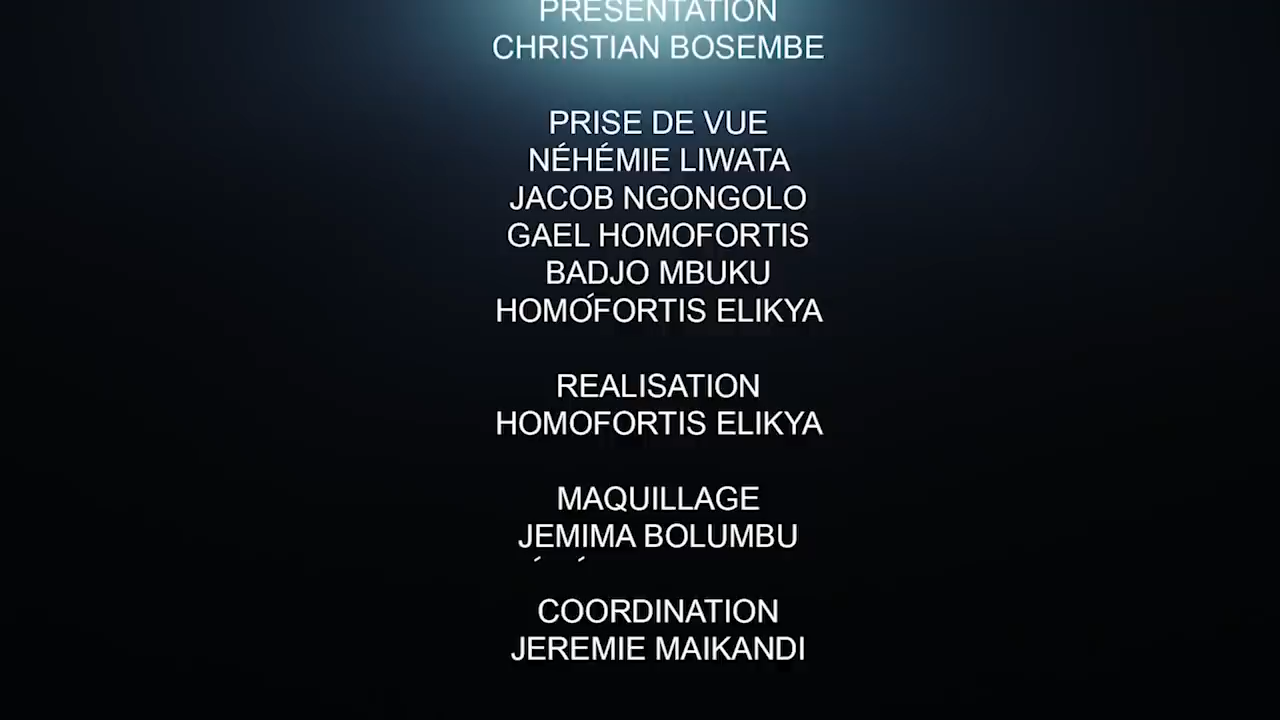 PRESENTATION
CHRISTIAN BOSEMBE
PRISE DE VUE
NÉHÉMIE LIWATA
JACOB NGONGOLO
GAEL HOMOFORTIS
BADJO MBUKU
HOMOFORTIS ELIKYA
REALISATION
HOMOFORTIS ELIKYA
MAQUILLAGE
JEMIMA BOLUMBU
COORDINATION
JEREMIE MAIKANDI